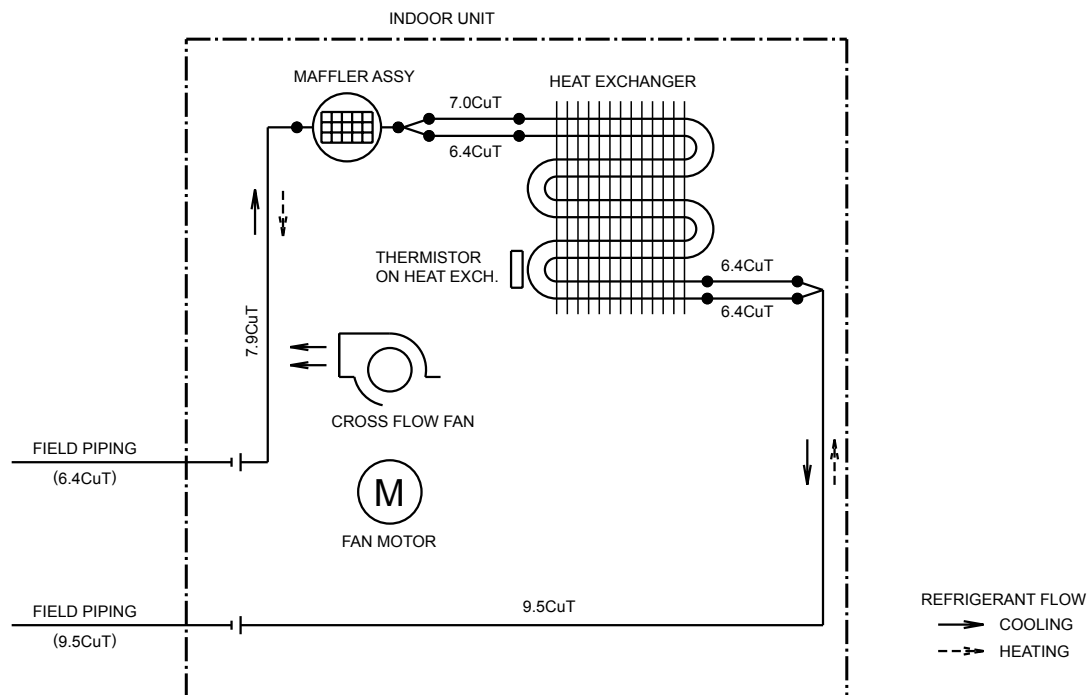 INDOOR UNIT
MAFFLER ASSY
HEAT EXCHANGER
7.0CuT
6.4CuT
THERMISTOR
ON HEAT EXCH.
6.4CuT
6.4CuT
7.9CuT
CROSS FLOW FAN
FIELD PIPING
(6.4CuT)
M
FAN MOTOR
FIELD PIPING
(9.5CuT)
9.5CuT
REFRIGERANT FLOW
COOLING
HEATING